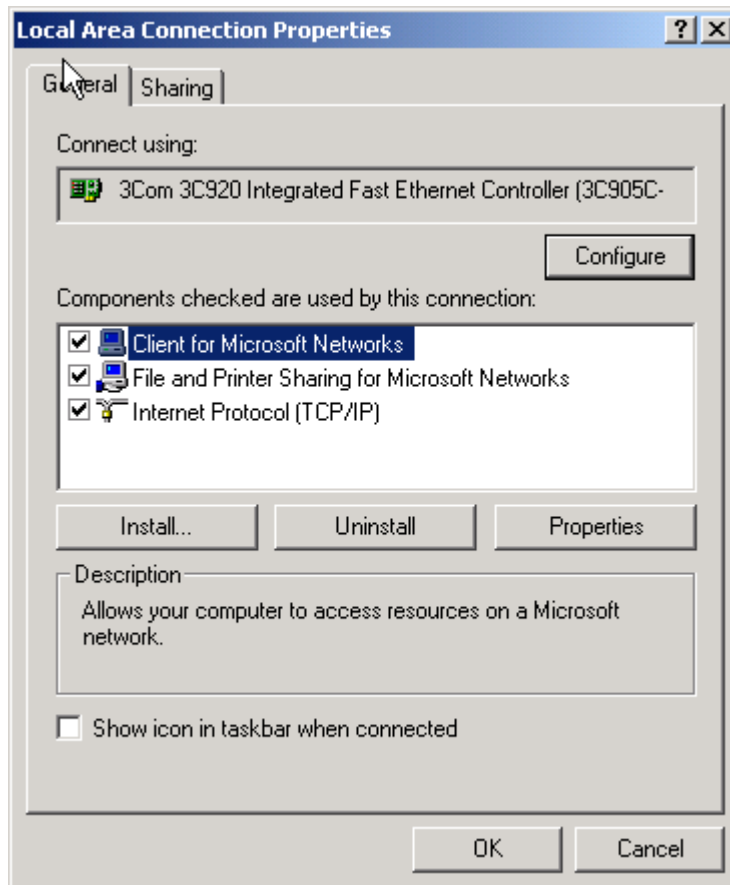 Local Area Connection Properties
General
Sharing
Connect using:
3Com 3C920 Integrated Fast Ethernet Controller (3C905C-
Configure
Components checked are used by this connection:
Client for Microsoft Networks
File and Printer Sharing for Microsoft Networks
Internet Protocol (TCP/IP)
Install...
Uninstall
Properties
Description
Allows your computer to access resources on a Microsoft
network.
Show icon in taskbar when connected
OK
Cancel